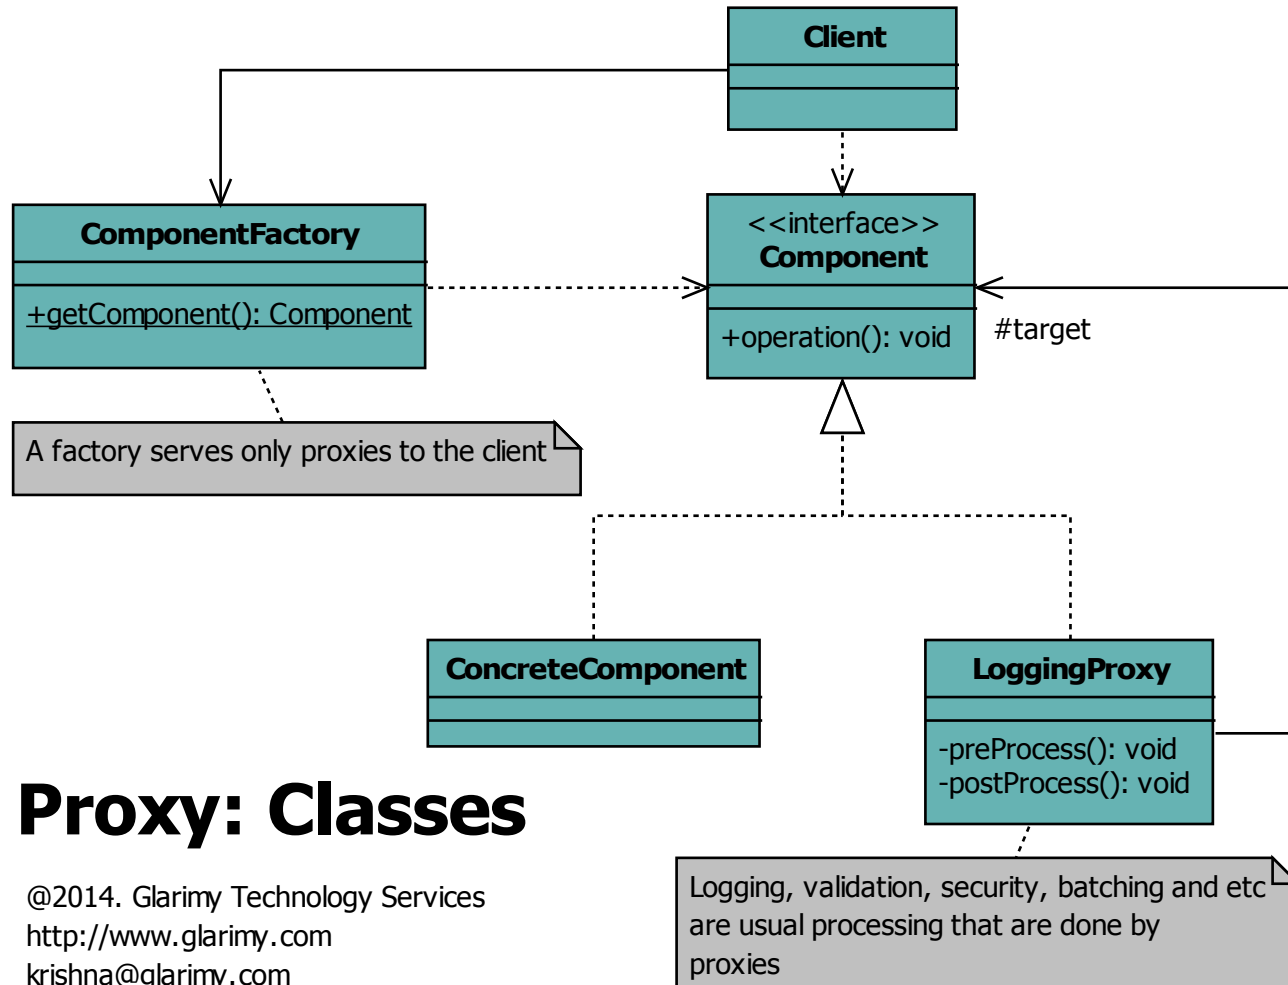 Client
ComponentFactory
+getComponent(): Component
<<interface>>
Component
+operation(): void
#target
A factory serves only proxies to the client
ConcreteComponent
LoggingProxy
-preProcess(): void
-postProcess(): void
Proxy: Classes
@2014. Glarimy Technology Services
http://www.glarimy.com
krishna@glarimy.com
Logging, validation, security, batching and etc
are usual processing that are done by
proxies